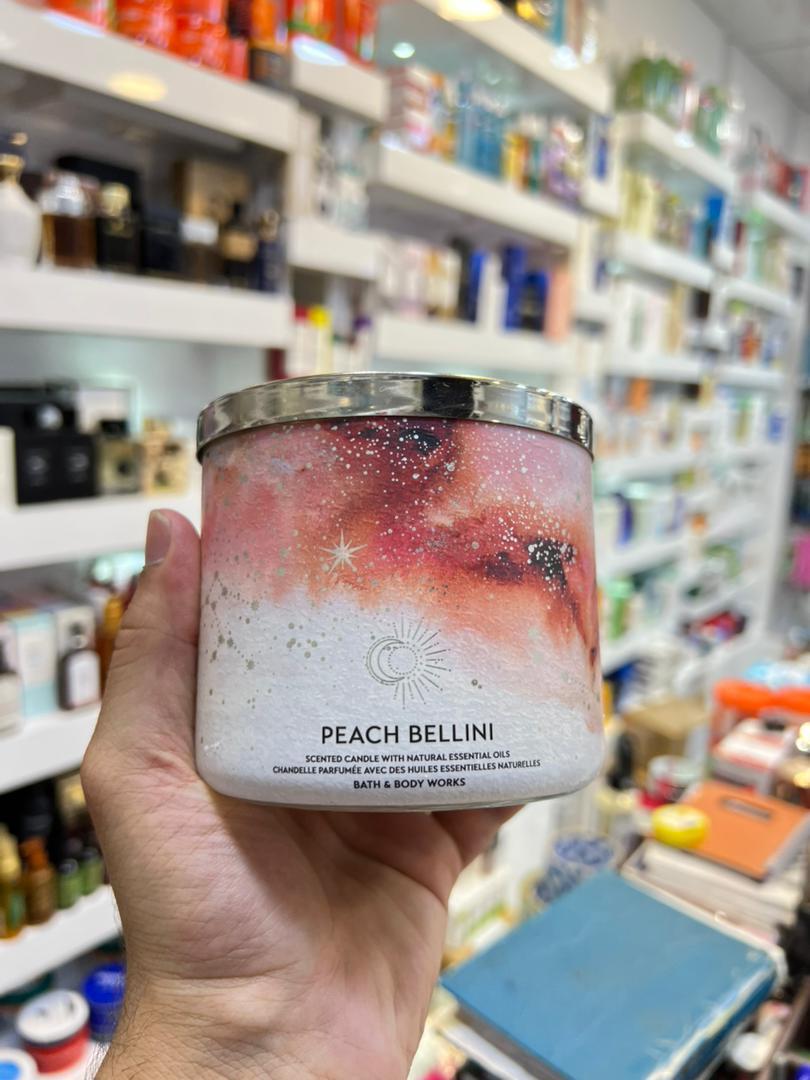 PEACH BELLINI
SCENTED CANDLE WITH NATURAL ESSENTIAL OILS
CHANDELLE PARFUMÉE AVEC DES HUILES ESSENTIELLES NATURELLES
BATH & BODY WORKS